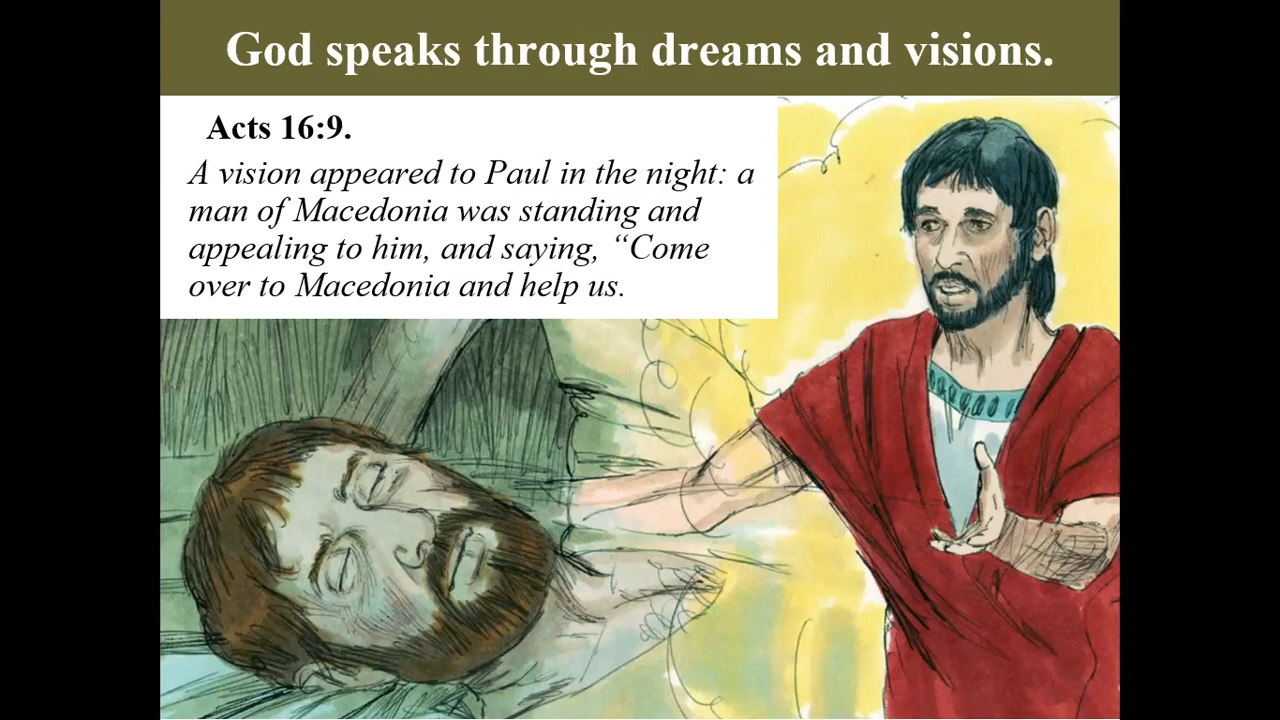 God speaks through dreams and visions.
Acts 16:9.
A vision appeared to Paul in the night: a
man of Macedonia was standing and
appealing to him, and saying, “Come
over to Macedonia and help us.